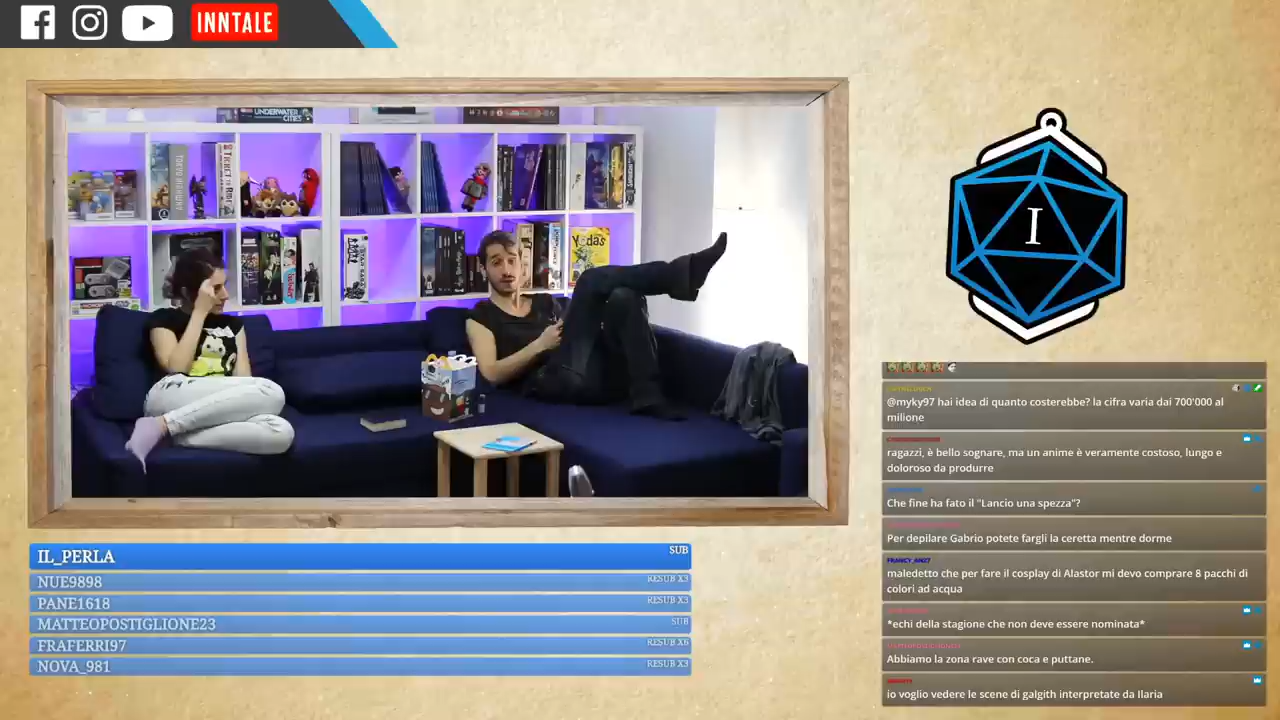 INNTALE
UNDERWATER
CITIES
TICKET TO RIDE
Yodas
I
@myky97 hai idea di quanto costerebbe? la cifra varia dai 700'000 al
milione
ragazzi, è bello sognare, ma un anime è veramente costoso, lungo e
doloroso da produrre
Che fine ha fato il "Lancio una spezza"?
Per depilare Gabrio potete fargli la ceretta mentre dorme
maledetto che per fare il cosplay di Alastor mi devo comprare 8 pacchi di
colori ad acqua
*echi della stagione che non deve essere nominata*
Abbiamo la zona rave con coca e puttane.
io voglio vedere le scene di galgith interpretate da Ilaria
IL_PERLA SUB
NUE9898 RESUB X3
PANE1618 RESUB X3
MATTEOPOSTIGLIONE23 SUB
FRAFERRI97 RESUB X6
NOVA_981 RESUB X3